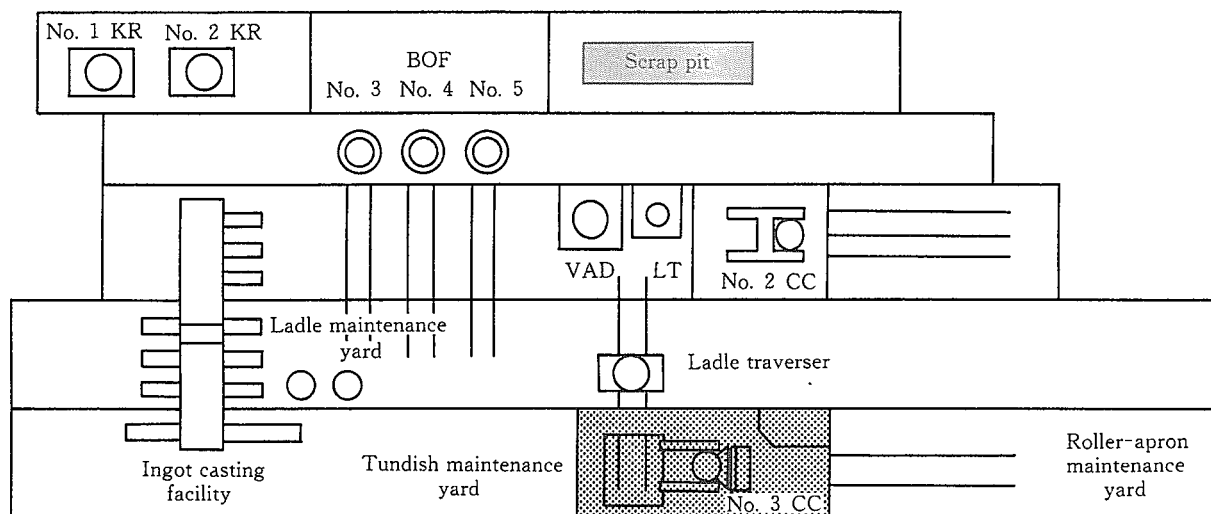 No. 1 KR No. 2 KR
BOF
No. 3 No. 4 No. 5
Scrap pit
VAD LT
No. 2 CC
Ladle maintenance
yard
Ladle traverser
Ingot casting
facility
Tundish maintenance
yard
No. 3 CC
Roller-apron
maintenance
yard